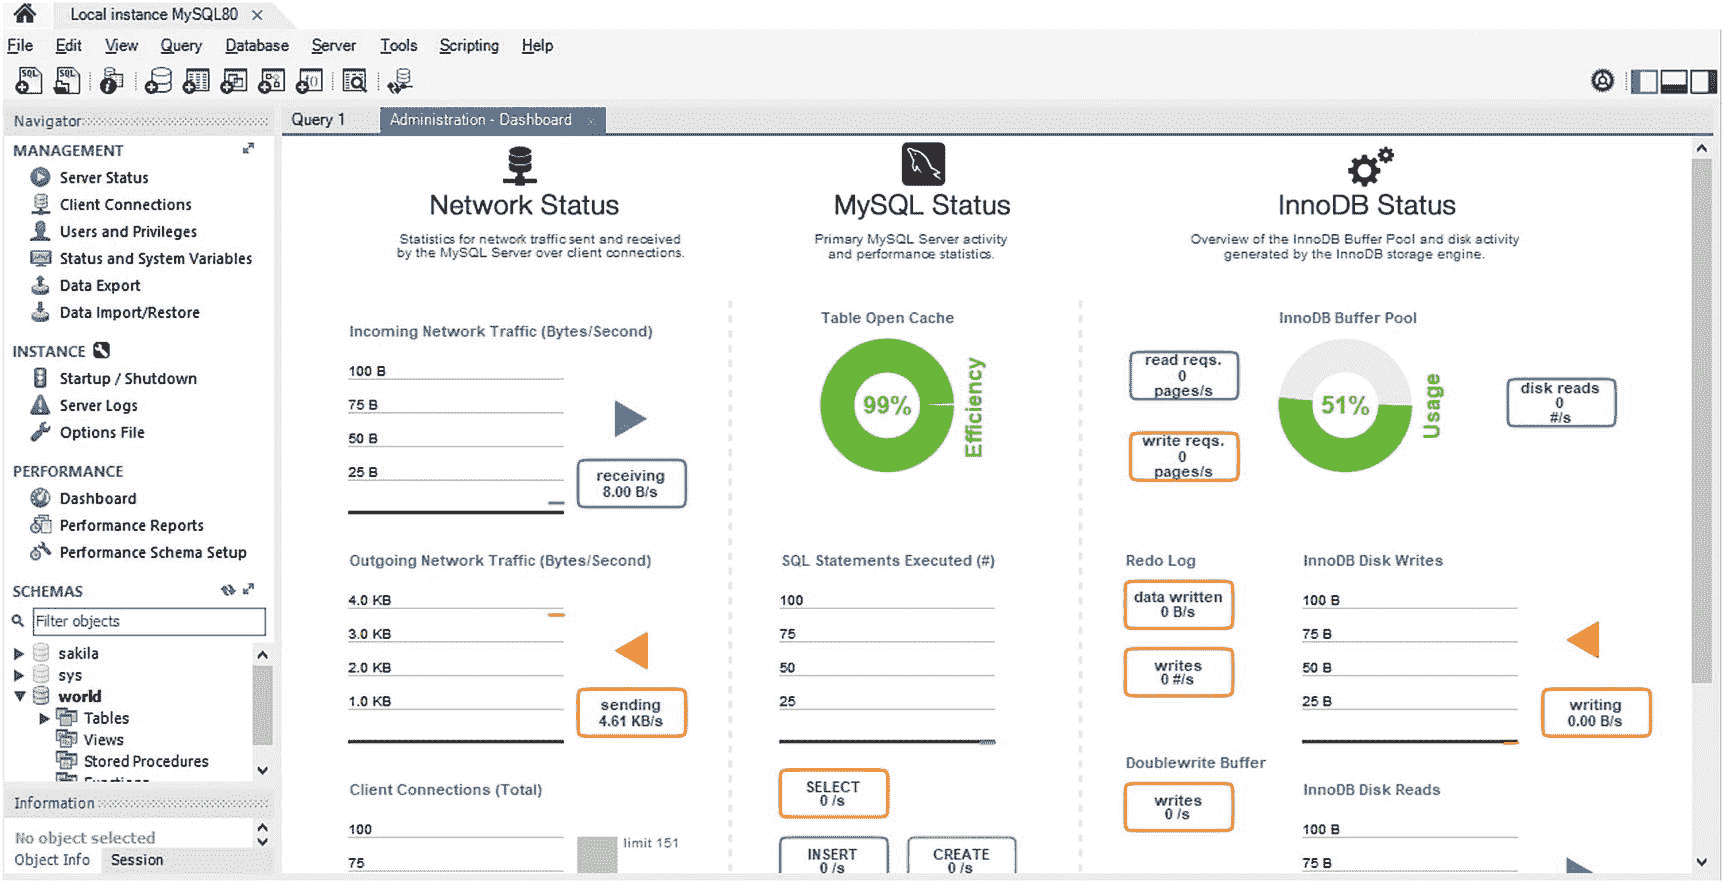 Local instance MySQL80
File Edit View Query Database Server Tools Scripting Help
Navigator
MANAGEMENT
Server Status
Client Connections
Users and Privileges
Status and System Variables
Data Export
Data Import/Restore
INSTANCE
Startup / Shutdown
Server Logs
Options File
PERFORMANCE
Dashboard
Performance Reports
Performance Schema Setup
SCHEMAS
Filter objects
sakila
sys
world
Tables
Views
Stored Procedures
Functions
Information
No object selected
Object Info Session
Query 1 Administration - Dashboard
Network Status
Statistics for network traffic sent and received
by the MySQL Server over client connections.
Incoming Network Traffic (Bytes/Second)
100 B
75 B
50 B
25 B
receiving
8.00 B/s
Outgoing Network Traffic (Bytes/Second)
4.0 KB
3.0 KB
2.0 KB
1.0 KB
sending
4.61 KB/s
Client Connections (Total)
100
75
limit 151
MySQL Status
Primary MySQL Server activity
and performance statistics.
Table Open Cache
99%
Efficiency
SQL Statements Executed (#)
100
75
50
25
SELECT
0 /s
INSERT
0 /s
CREATE
0 /s
InnoDB Status
Overview of the InnoDB Buffer Pool and disk activity
generated by the InnoDB storage engine.
InnoDB Buffer Pool
read reqs.
0
pages/s
write reqs.
0
pages/s
51%
Usage
disk reads
0
#/s
Redo Log
data written
0 B/s
writes
0 #/s
Doublewrite Buffer
writes
0 /s
InnoDB Disk Writes
100 B
75 B
50 B
25 B
writing
0.00 B/s
InnoDB Disk Reads
100 B
75 B